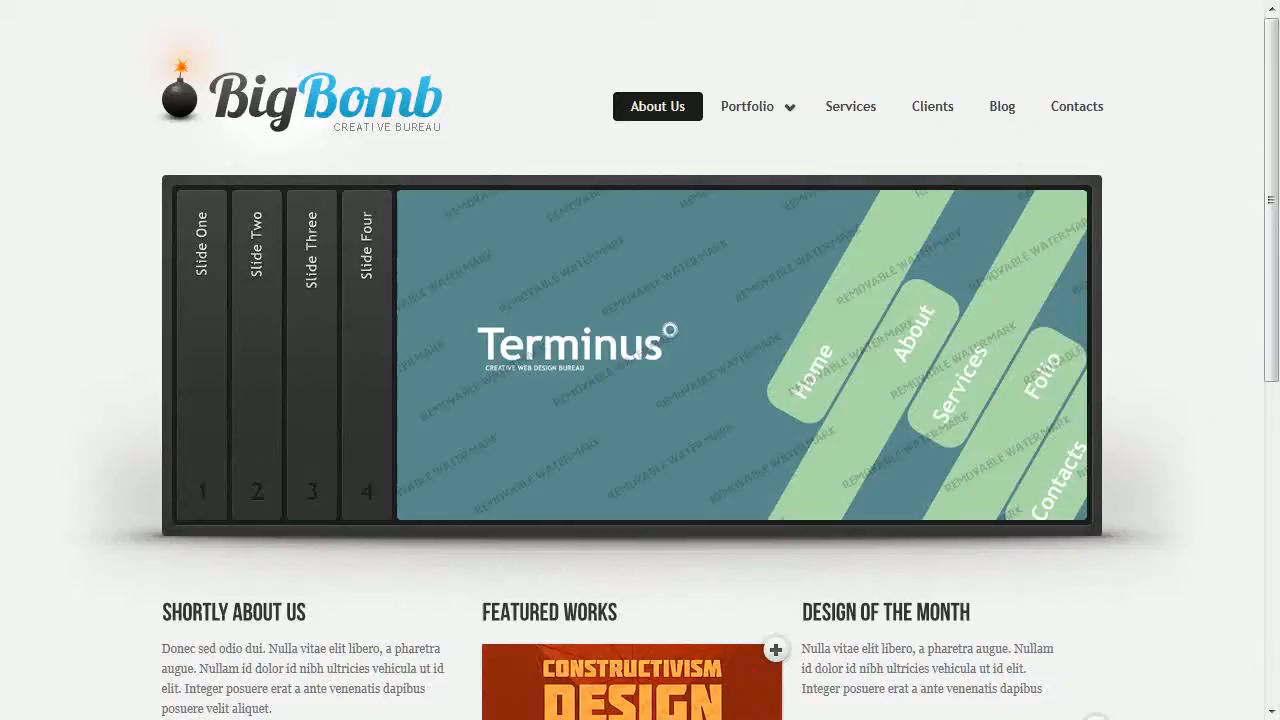 BigBomb
CREATIVE BUREAU
About Us
Portfolio
Services
Clients
Blog
Contacts
Slide One
Slide Two
Slide Three
Slide Four
1
2
3
4
Terminus
CREATIVE WEB DESIGN BUREAU
Home
About
Services
Folio
Contacts
REMOVABLE WATERMARK
SHORTLY ABOUT US
Donec sed odio dui. Nulla vitae elit libero, a pharetra
augue. Nullam id dolor id nibh ultricies vehicula ut id
elit. Integer posuere erat a ante venenatis dapibus
posuere velit aliquet.
FEATURED WORKS
CONSTRUCTIVISM
DESIGN
DESIGN OF THE MONTH
Nulla vitae elit libero, a pharetra augue. Nullam
id dolor id nibh ultricies vehicula ut id elit.
Integer posuere erat a ante venenatis dapibus